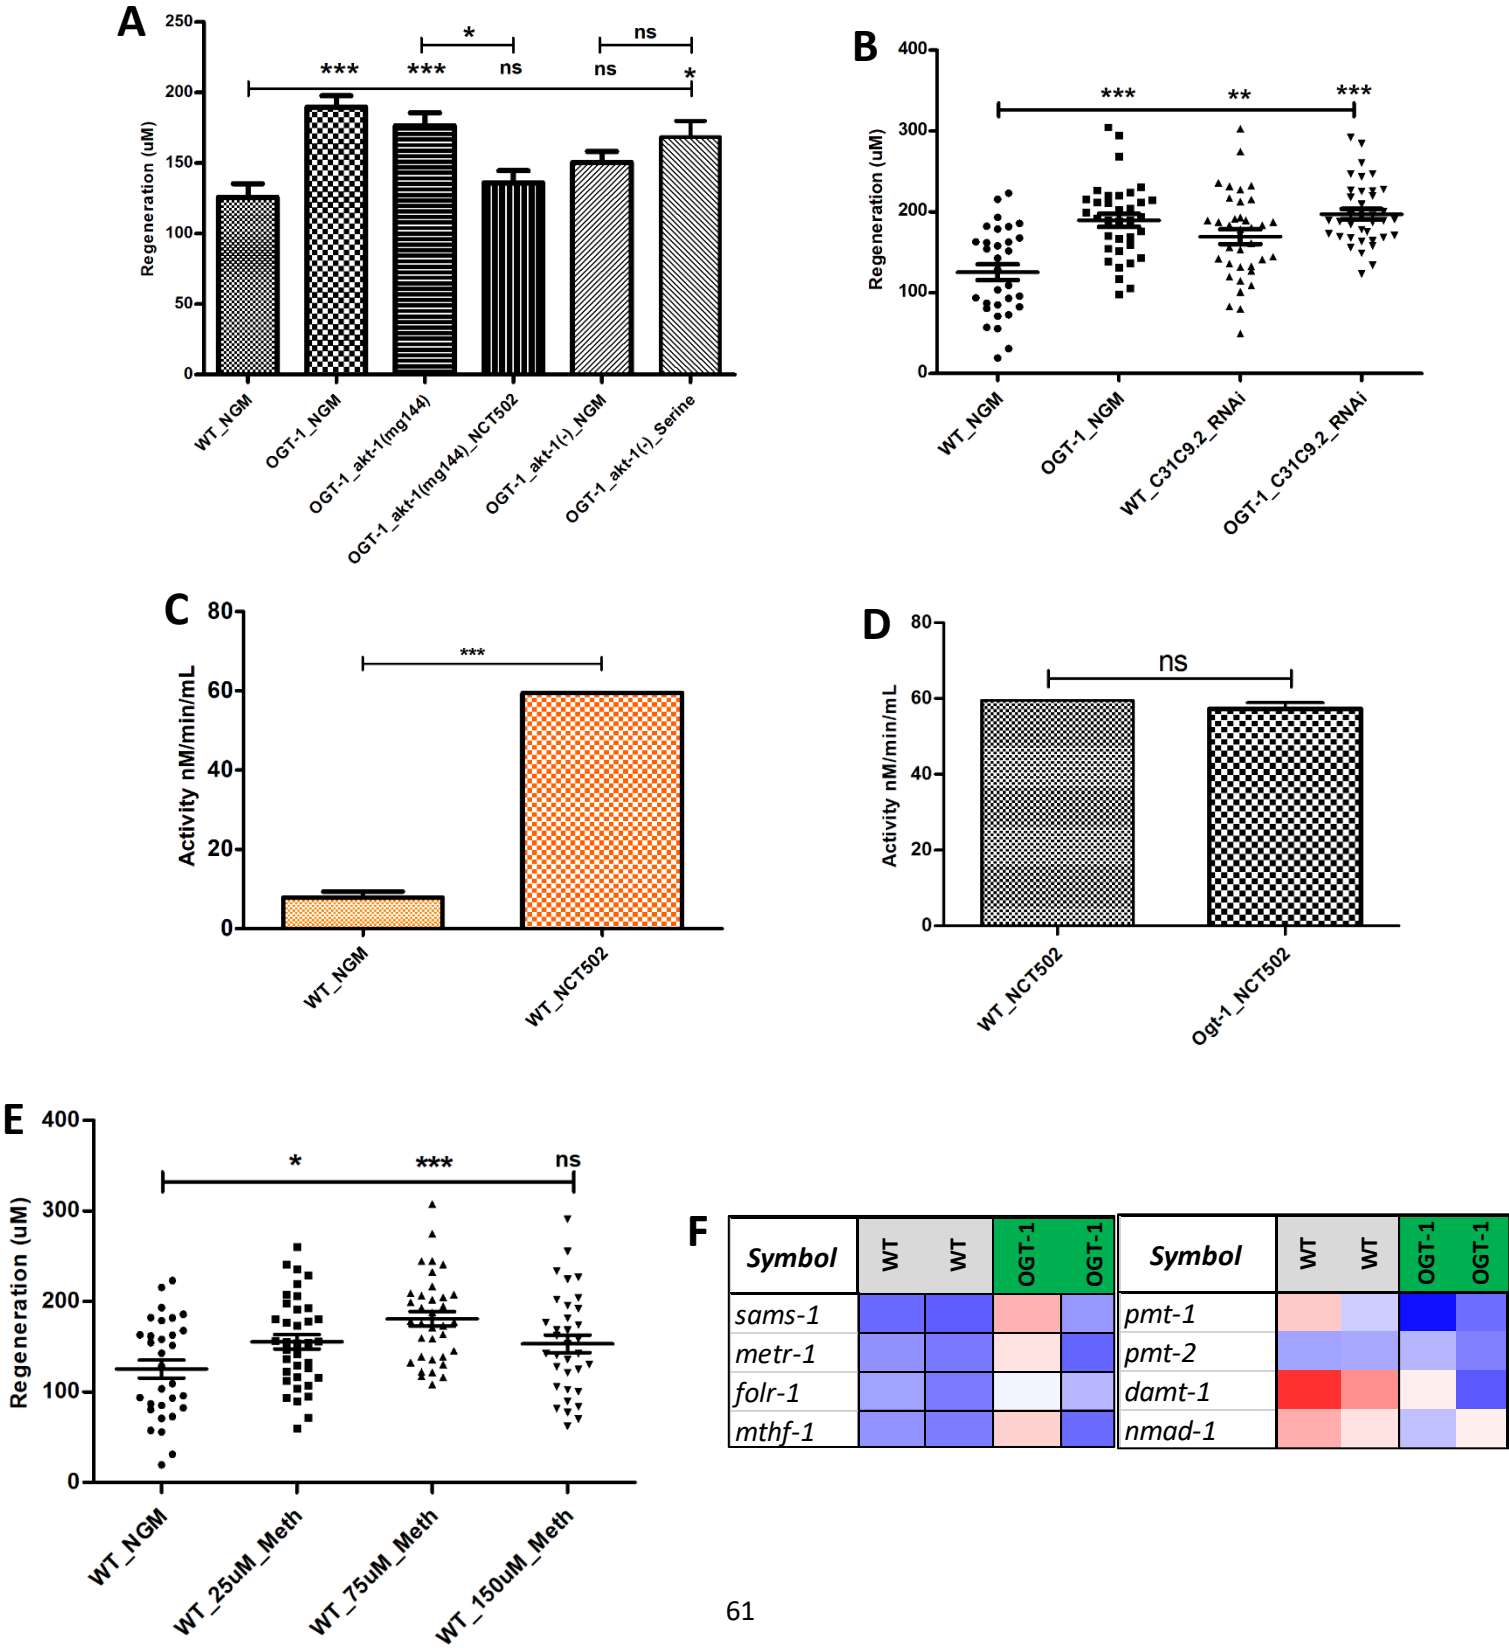 A
Regeneration (uM)
250
200
150
100
50
0
* ns
*** *** ns ns *
WT_NGM
OGT-1_NGM
OGT-1_akt-1(mg144)
OGT-1_akt-1(mg144)_NCT502
OGT-1_akt-1(-)_NGM
OGT-1_akt-1(-)_Serine
B
Regeneration (uM)
400
300
200
100
0
*** ** ***
WT_NGM
OGT-1_NGM
WT_C31C9.2_RNAi
OGT-1_C31C9.2_RNAi
C
Activity nM/min/mL
80
60
40
20
0
***
WT_NGM
WT_NCT502
D
Activity nM/min/mL
80
60
40
20
0
ns
WT_NCT502
Ogt-1_NCT502
E
Regeneration (uM)
400
300
200
100
0
* *** ns
WT_NGM
WT_25uM_Meth
WT_75uM_Meth
WT_150uM_Meth
F
Symbol WT WT OGT-1 OGT-1
sams-1
metr-1
folr-1
mthf-1
Symbol WT WT OGT-1 OGT-1
pmt-1
pmt-2
damt-1
nmad-1
61